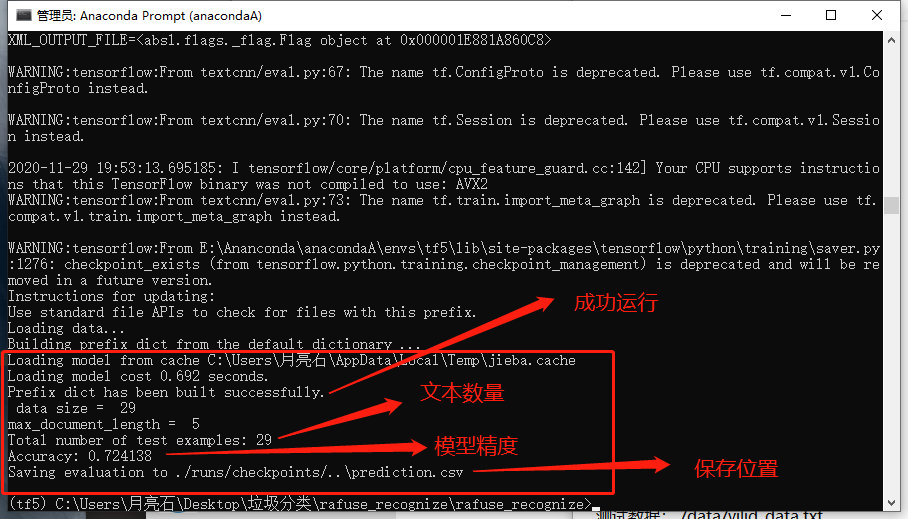 管理员: Anaconda Prompt (anacondaA)
XML_OUTPUT_FILE=<absl.flags._flag.Flag object at 0x000001E881A860C8>
WARNING:tensorflow:From textcnn/eval.py:67: The name tf.ConfigProto is deprecated. Please use tf.compat.v1.Co
nfigProto instead.
WARNING:tensorflow:From textcnn/eval.py:70: The name tf.Session is deprecated. Please use tf.compat.v1.Sessio
n instead.
2020-11-29 19:53:13.695185: I tensorflow/core/platform/cpu_feature_guard.cc:142] Your CPU supports instructio
ns that this TensorFlow binary was not compiled to use: AVX2
WARNING:tensorflow:From textcnn/eval.py:73: The name tf.train.import_meta_graph is deprecated. Please use tf.
compat.v1.train.import_meta_graph instead.
WARNING:tensorflow:From E:\Ananconda\anacondaA\envs\tf5\lib\site-packages\tensorflow\python\training\saver.py
:1276: checkpoint_exists (from tensorflow.python.training.checkpoint_management) is deprecated and will be re
moved in a future version.
Instructions for updating:
Use standard file APIs to check for files with this prefix.
成功运行
Loading data...
Building prefix dict from the default dictionary ...
Loading model from cache C:\Users\月亮石\AppData\Local\Temp\jieba.cache
Loading model cost 0.692 seconds.
Prefix dict has been built successfully.
文本数量
data size = 29
max_document_length = 5
Total number of test examples: 29
模型精度
Accuracy: 0.724138
Saving evaluation to ./runs/checkpoints/..\prediction.csv
保存位置
(tf5) C:\Users\月亮石\Desktop\垃圾分类\rafuse_recognize\rafuse_recognize>